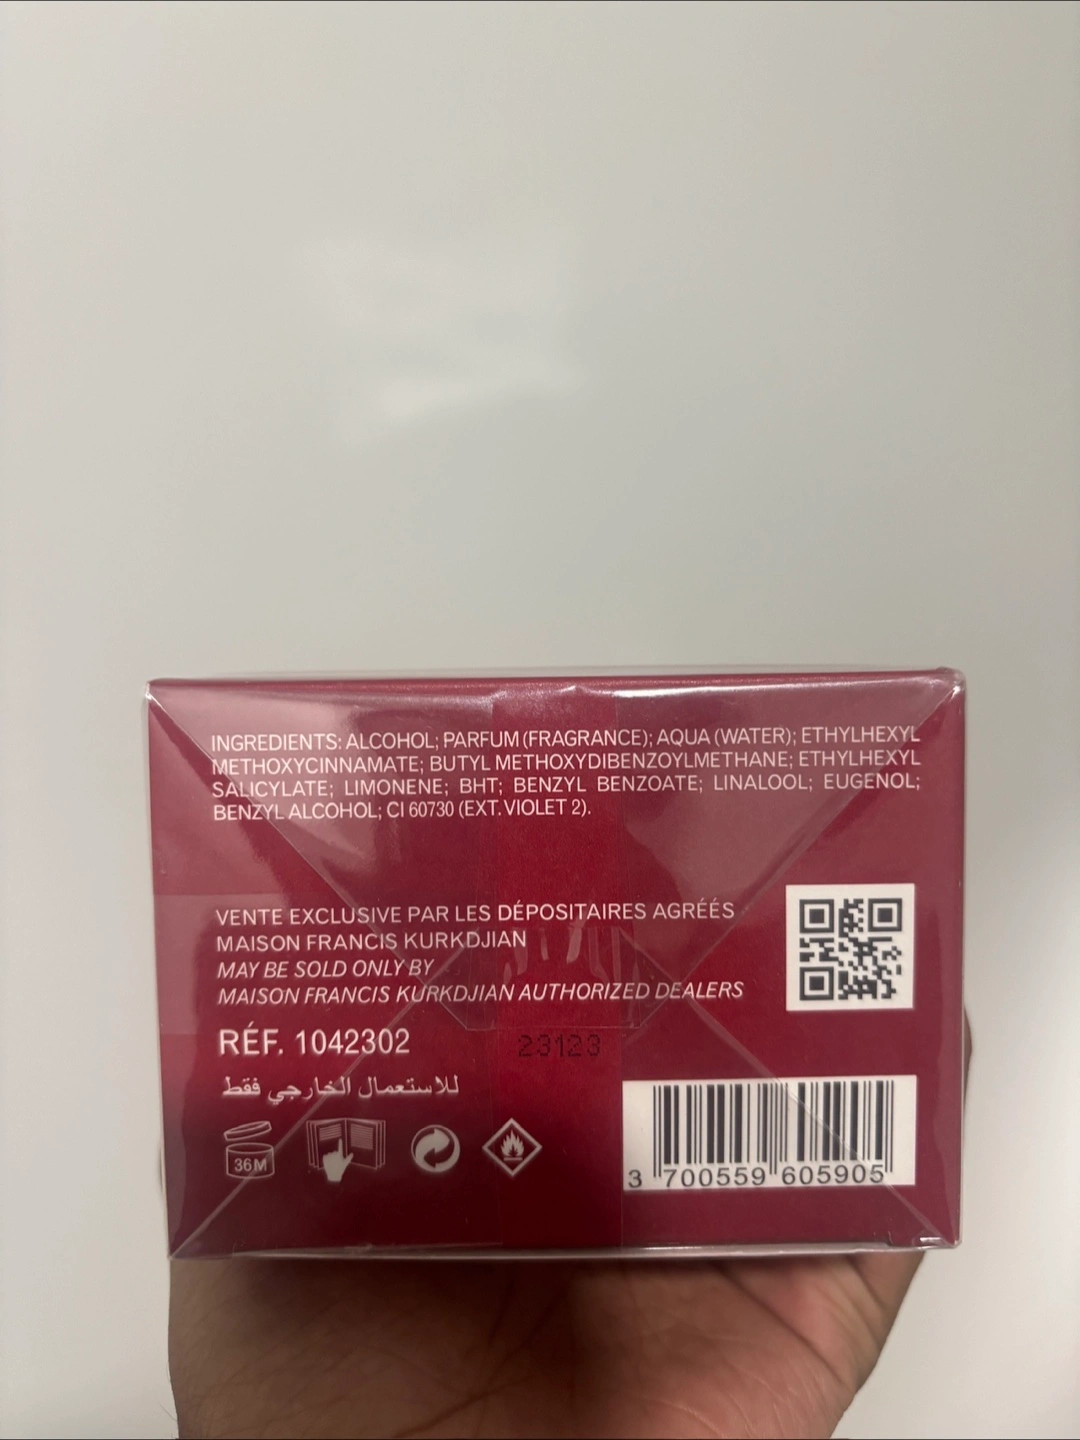 INGREDIENTS: ALCOHOL; PARFUM (FRAGRANCE); AQUA (WATER); ETHYLHEXYL
METHOXYCINNAMATE; BUTYL METHOXYDIBENZOYLMETHANE; ETHYLHEXYL
SALICYLATE; LIMONENE; BHT; BENZYL BENZOATE; LINALOOL; EUGENOL;
BENZYL ALCOHOL; CI 60730 (EXT. VIOLET 2).
VENTE EXCLUSIVE PAR LES DÉPOSITAIRES AGRÉÉS
MAISON FRANCIS KURKDJIAN
MAY BE SOLD ONLY BY
MAISON FRANCIS KURKDJIAN AUTHORIZED DEALERS
RÉF. 1042302
23123
للاستعمال الخارجي فقط
36M
3 700559 605905